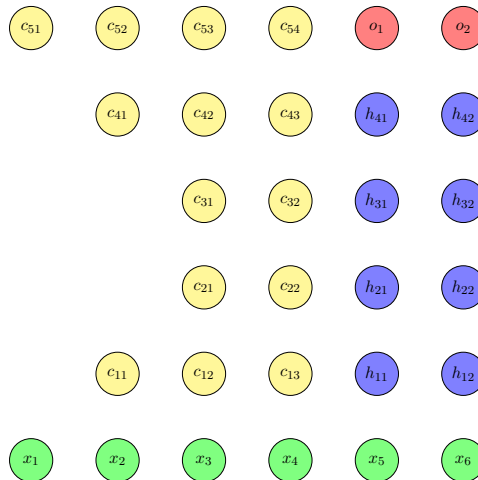 c₅₁ c₅₂ c₅₃ c₅₄ o₁ o₂
c₄₁ c₄₂ c₄₃ h₄₁ h₄₂
c₃₁ c₃₂ h₃₁ h₃₂
c₂₁ c₂₂ h₂₁ h₂₂
c₁₁ c₁₂ c₁₃ h₁₁ h₁₂
x₁ x₂ x₃ x₄ x₅ x₆